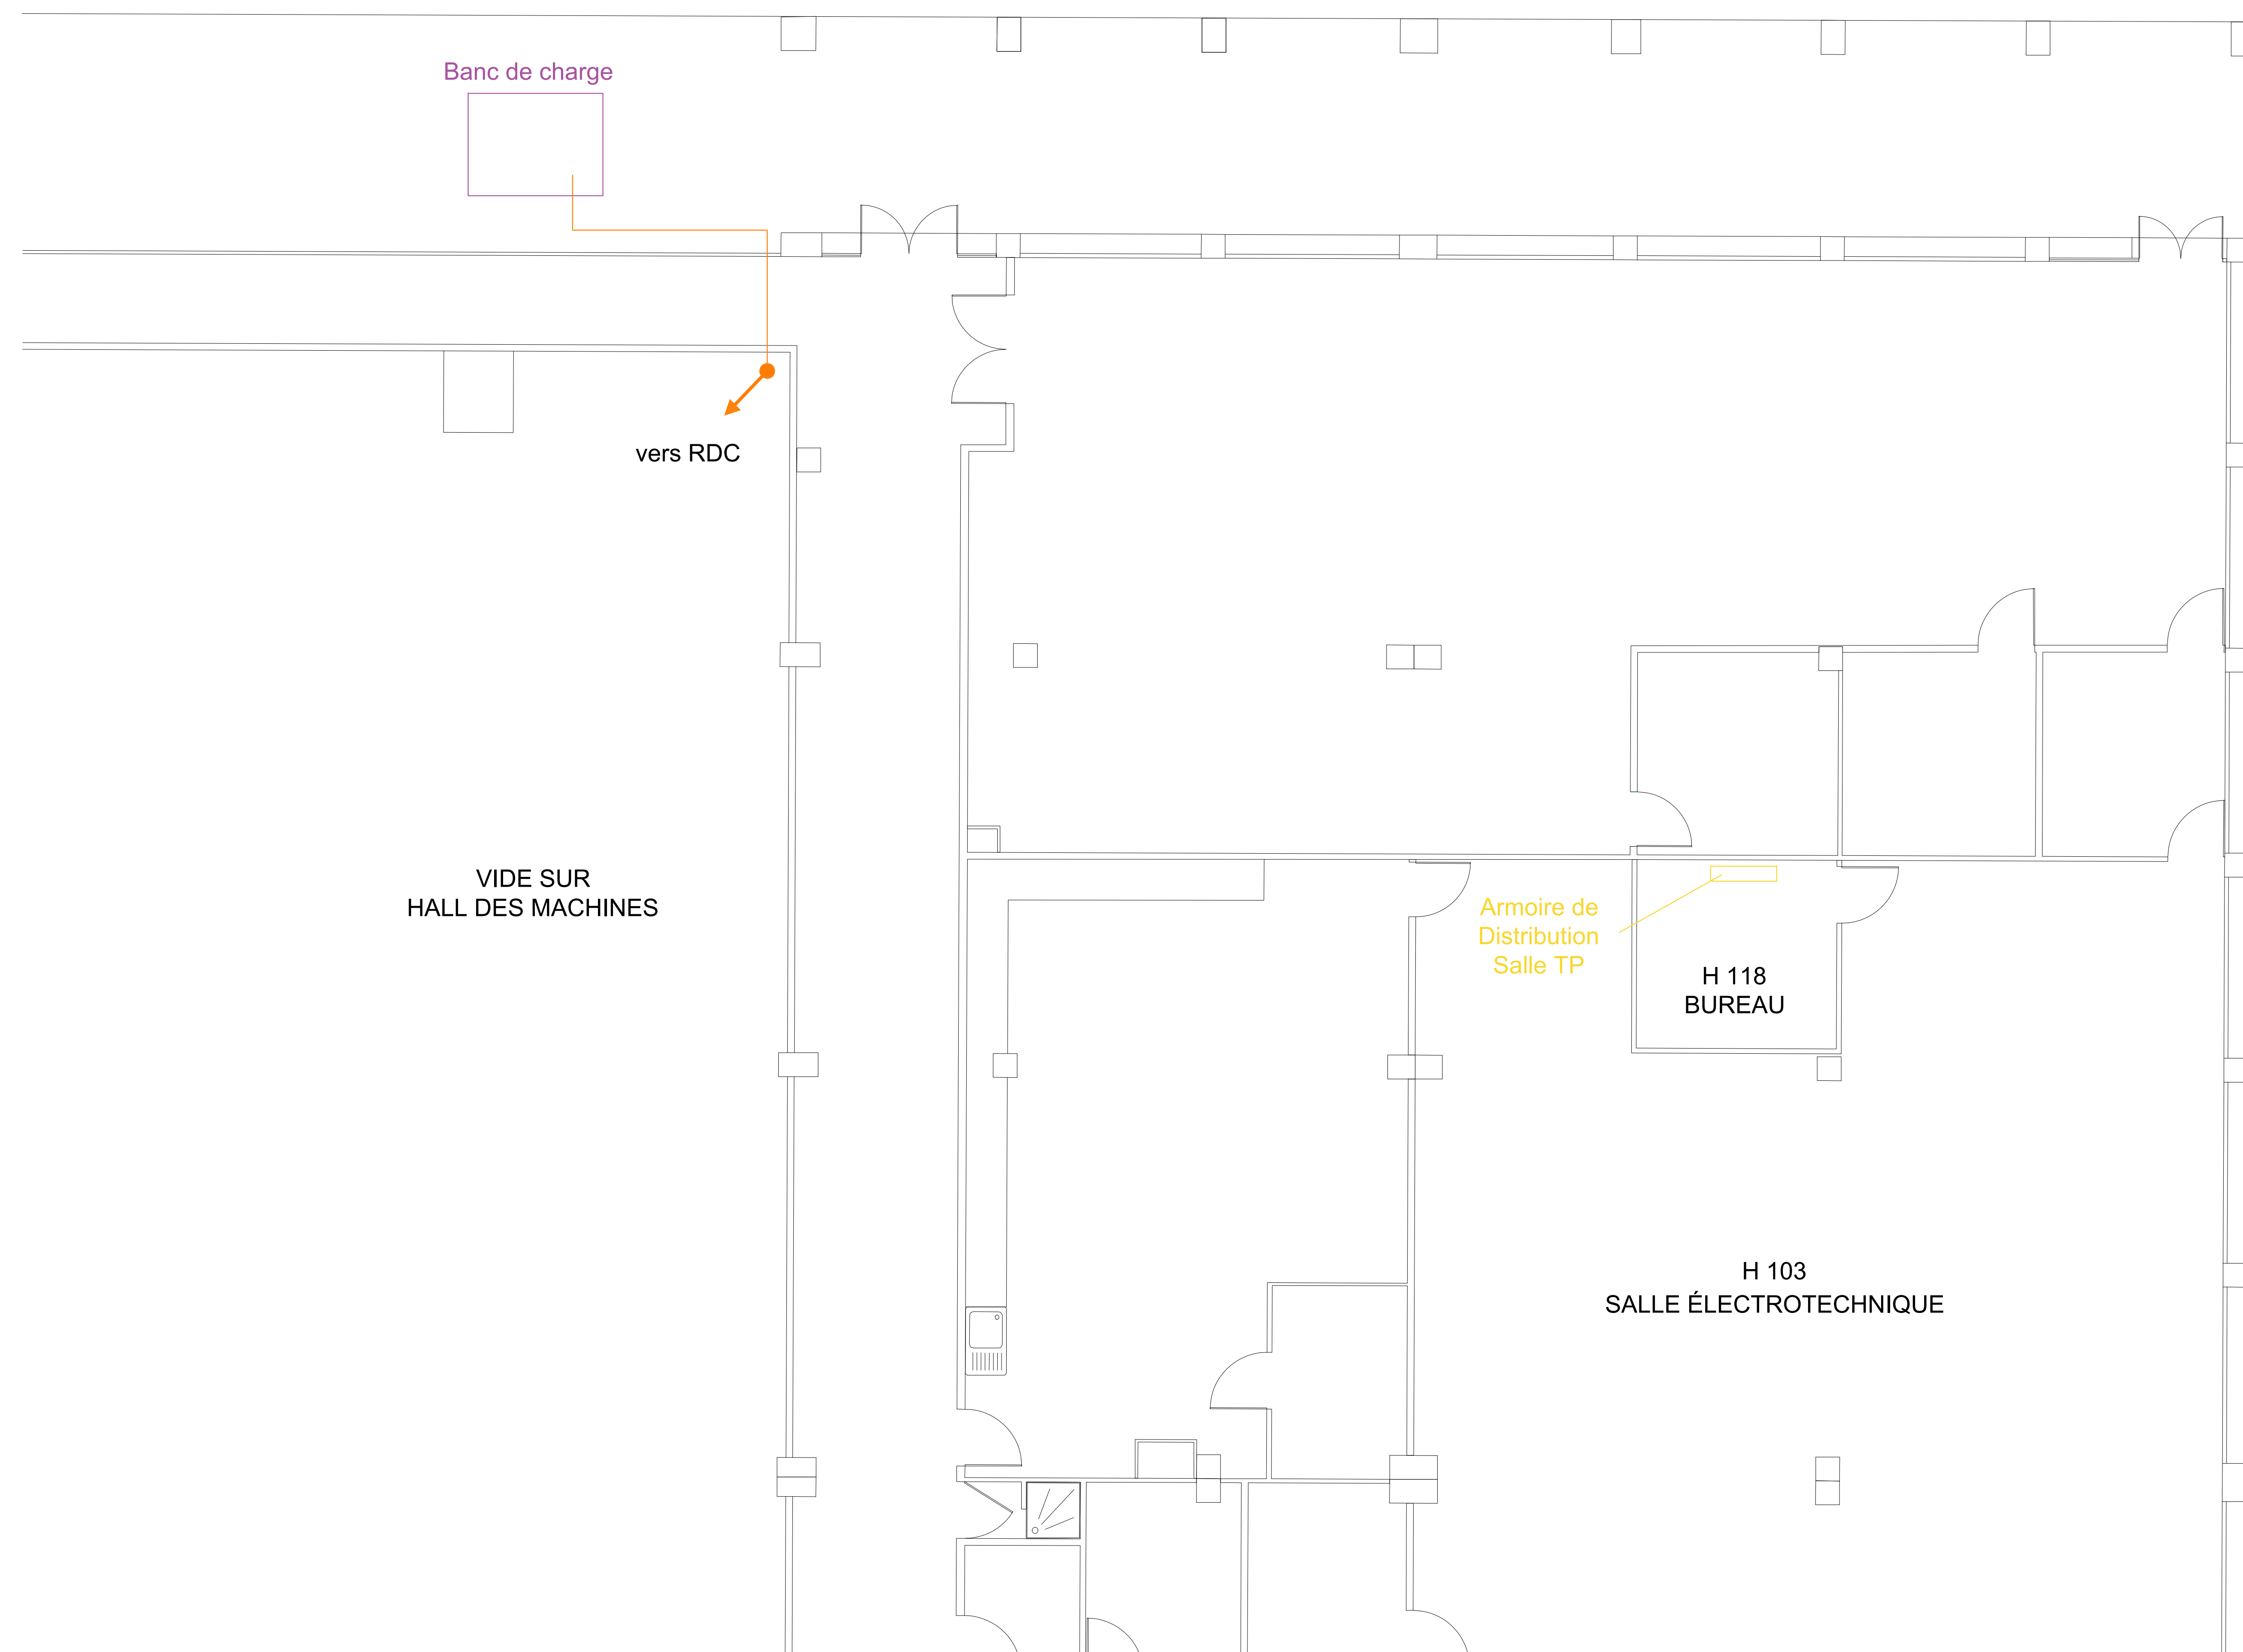 Banc de charge
vers RDC
VIDE SUR
HALL DES MACHINES
Armoire de
Distribution
Salle TP
H 118
BUREAU
H 103
SALLE ÉLECTROTECHNIQUE